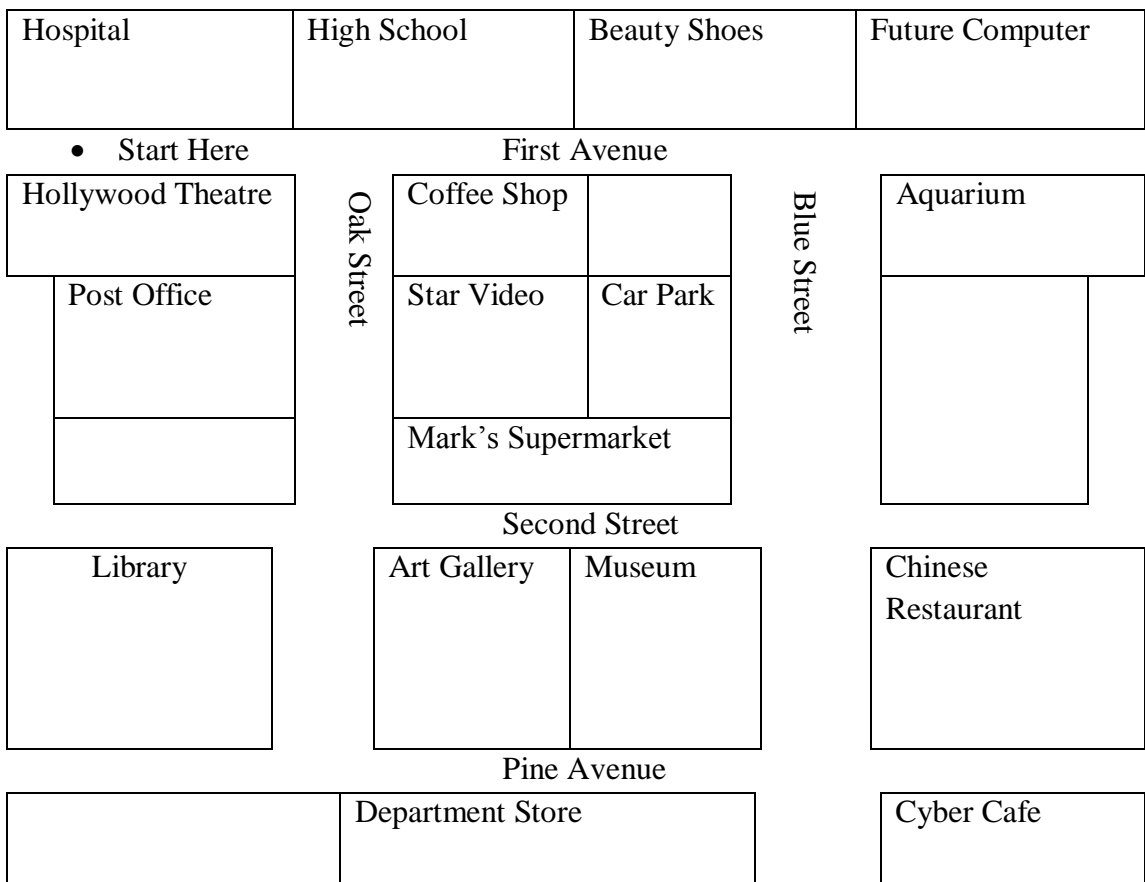 Hospital High School Beauty Shoes Future Computer
• Start Here First Avenue
Hollywood Theatre Coffee Shop Aquarium
Oak Street
Blue Street
Post Office Star Video Car Park
Mark’s Supermarket
Second Street
Library Art Gallery Museum Chinese
Restaurant
Pine Avenue
Department Store Cyber Cafe